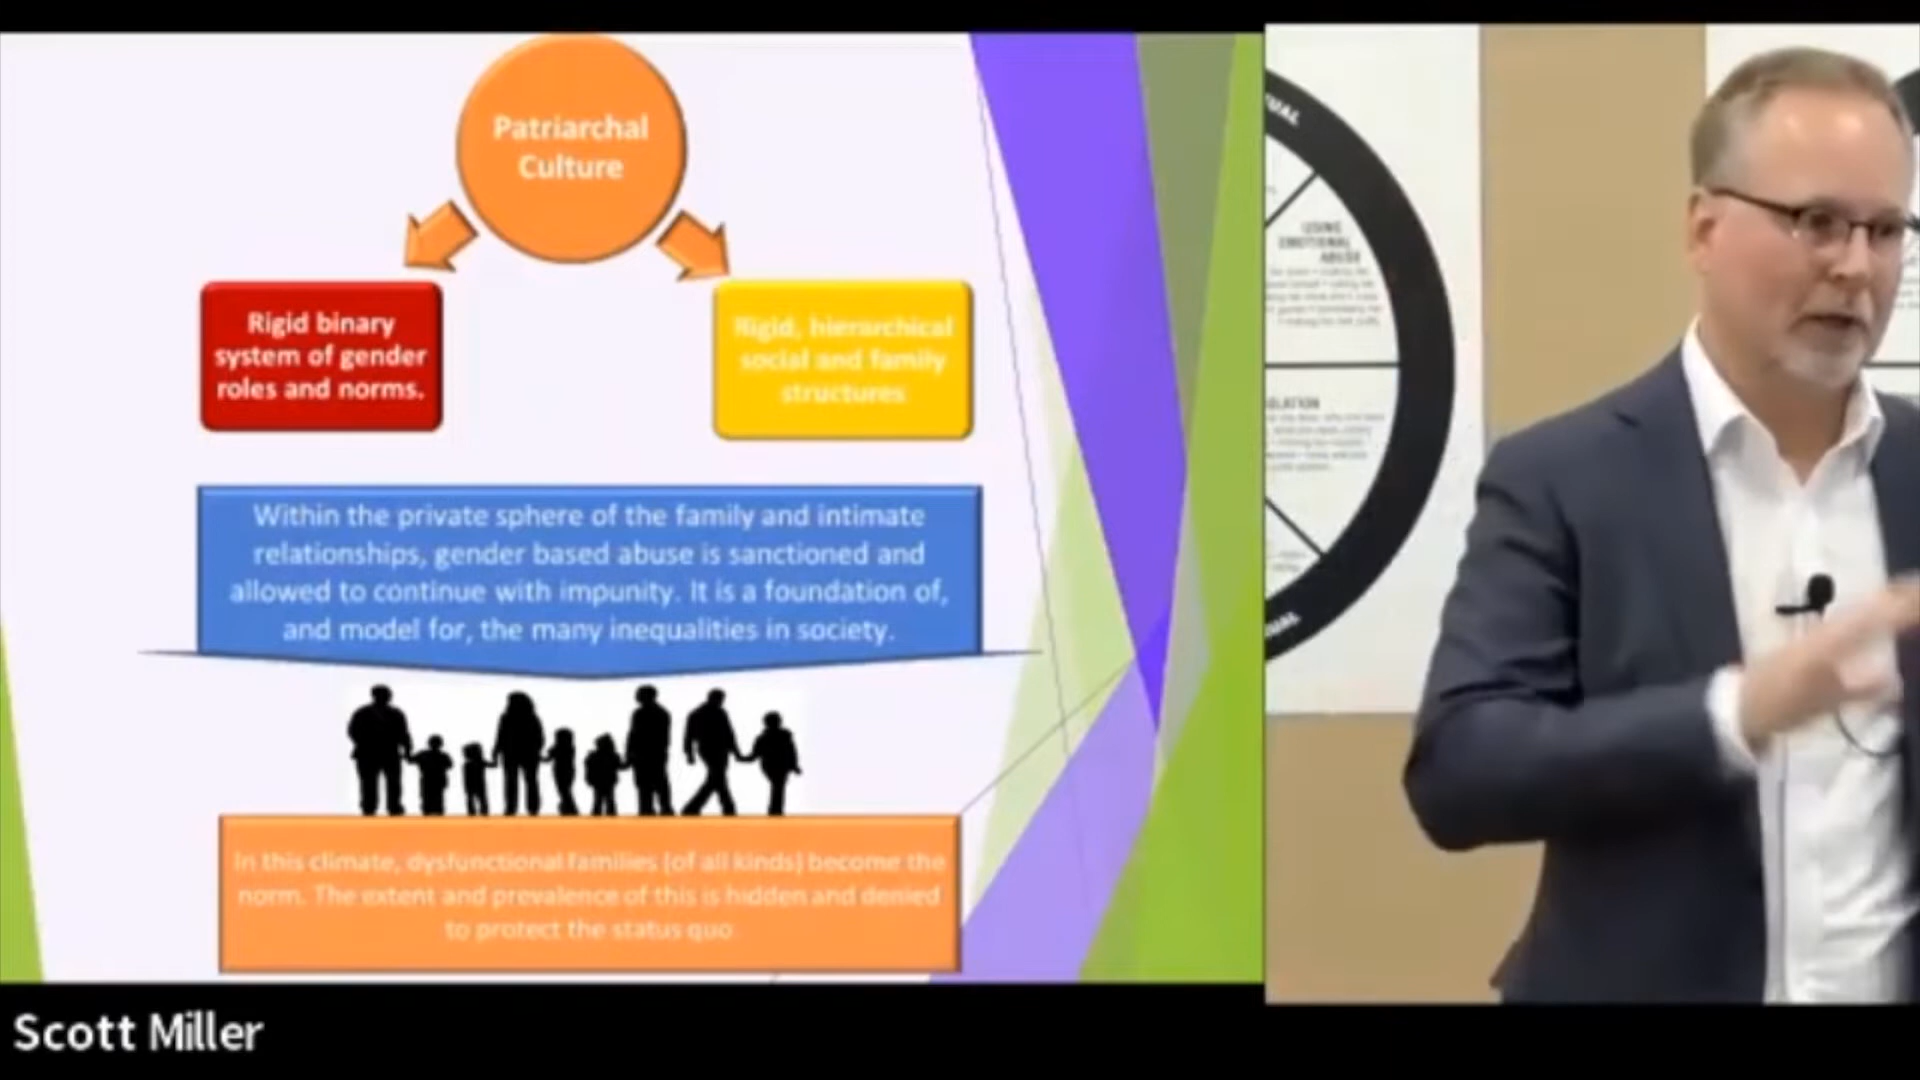 Patriarchal
Culture
Rigid binary
system of gender
roles and norms.
Rigid, hierarchical
social and family
structures
Within the private sphere of the family and intimate
relationships, gender based abuse is sanctioned and
allowed to continue with impunity. It is a foundation of,
and model for, the many inequalities in society.
In this climate, dysfunctional families (of all kinds) become the
norm. The extent and prevalence of this is hidden and denied
to protect the status quo
USING
EMOTIONAL
ABUSE
Scott Miller